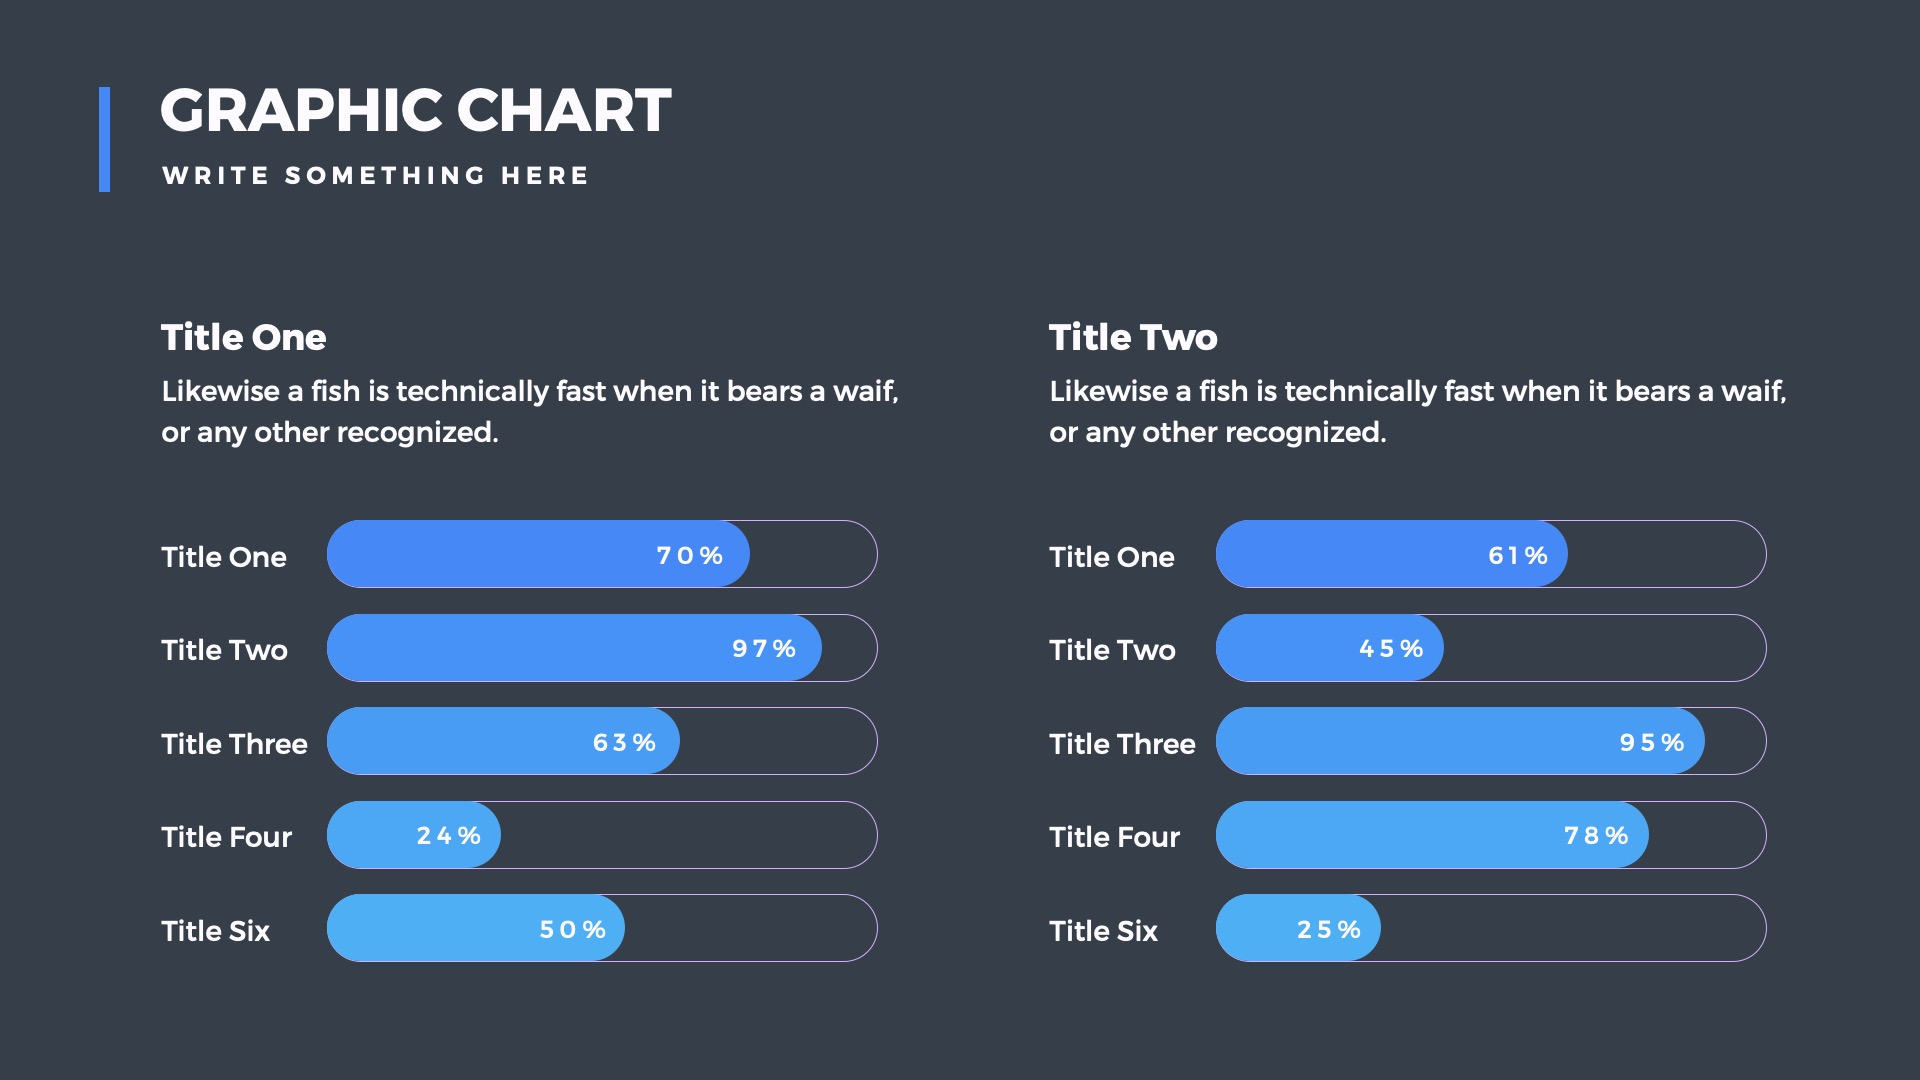 GRAPHIC CHART
WRITE SOMETHING HERE
Title One
Likewise a fish is technically fast when it bears a waif,
or any other recognized.
Title One 70%
Title Two 97%
Title Three 63%
Title Four 24%
Title Six 50%
Title Two
Likewise a fish is technically fast when it bears a waif,
or any other recognized.
Title One 61%
Title Two 45%
Title Three 95%
Title Four 78%
Title Six 25%